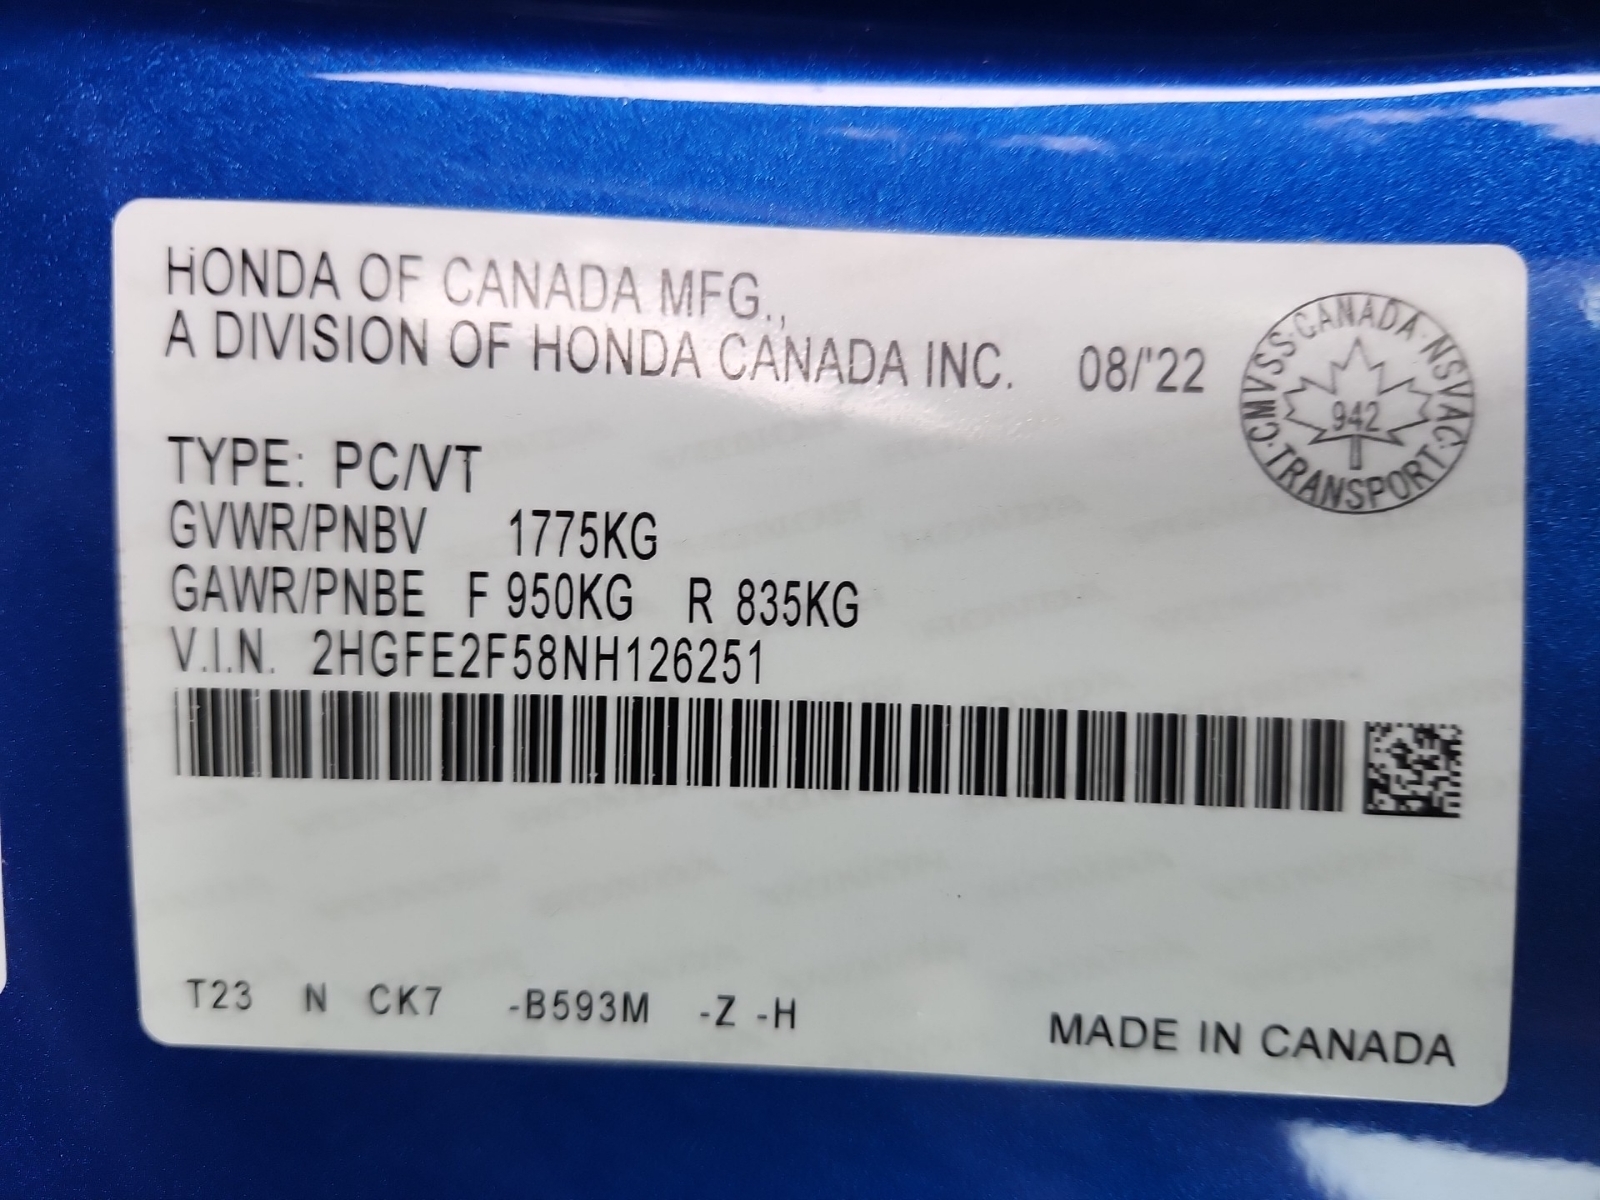 HONDA OF CANADA MFG.,
A DIVISION OF HONDA CANADA INC. 08/'22
CMVSS·CANADA·NSVAC·TRANSPORT·
942
TYPE: PC/VT
GVWR/PNBV 1775KG
GAWR/PNBE F 950KG R 835KG
V.I.N. 2HGFE2F58NH126251
T23 N CK7 -B593M -Z -H
MADE IN CANADA